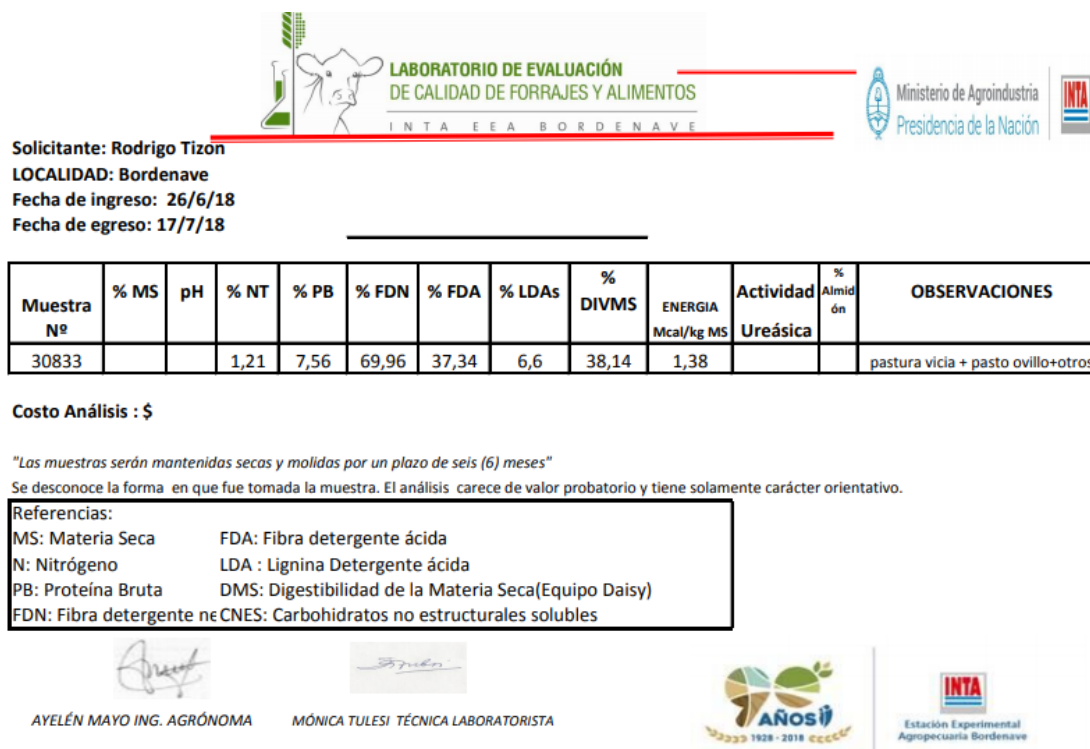 LABORATORIO DE EVALUACIÓN
DE CALIDAD DE FORRAJES Y ALIMENTOS
INTA EEA BORDENAVE
Ministerio de Agroindustria
Presidencia de la Nación
INTA
Solicitante: Rodrigo Tizon
LOCALIDAD: Bordenave
Fecha de ingreso: 26/6/18
Fecha de egreso: 17/7/18
Muestra Nº % MS pH % NT % PB % FDN % FDA % LDAs % DIVMS ENERGIA Mcal/kg MS Actividad Ureásica % Almidón OBSERVACIONES
30833 1,21 7,56 69,96 37,34 6,6 38,14 1,38 pastura vicia + pasto ovillo+otros
Costo Análisis : $
"Las muestras serán mantenidas secas y molidas por un plazo de seis (6) meses"
Se desconoce la forma en que fue tomada la muestra. El análisis carece de valor probatorio y tiene solamente carácter orientativo.
Referencias:
MS: Materia Seca FDA: Fibra detergente ácida
N: Nitrógeno LDA : Lignina Detergente ácida
PB: Proteína Bruta DMS: Digestibilidad de la Materia Seca(Equipo Daisy)
FDN: Fibra detergente ne CNES: Carbohidratos no estructurales solubles
AYELÉN MAYO ING. AGRÓNOMA MÓNICA TULESI TÉCNICA LABORATORISTA
AÑOS
1928 - 2018
INTA
Estación Experimental
Agropecuaria Bordenave